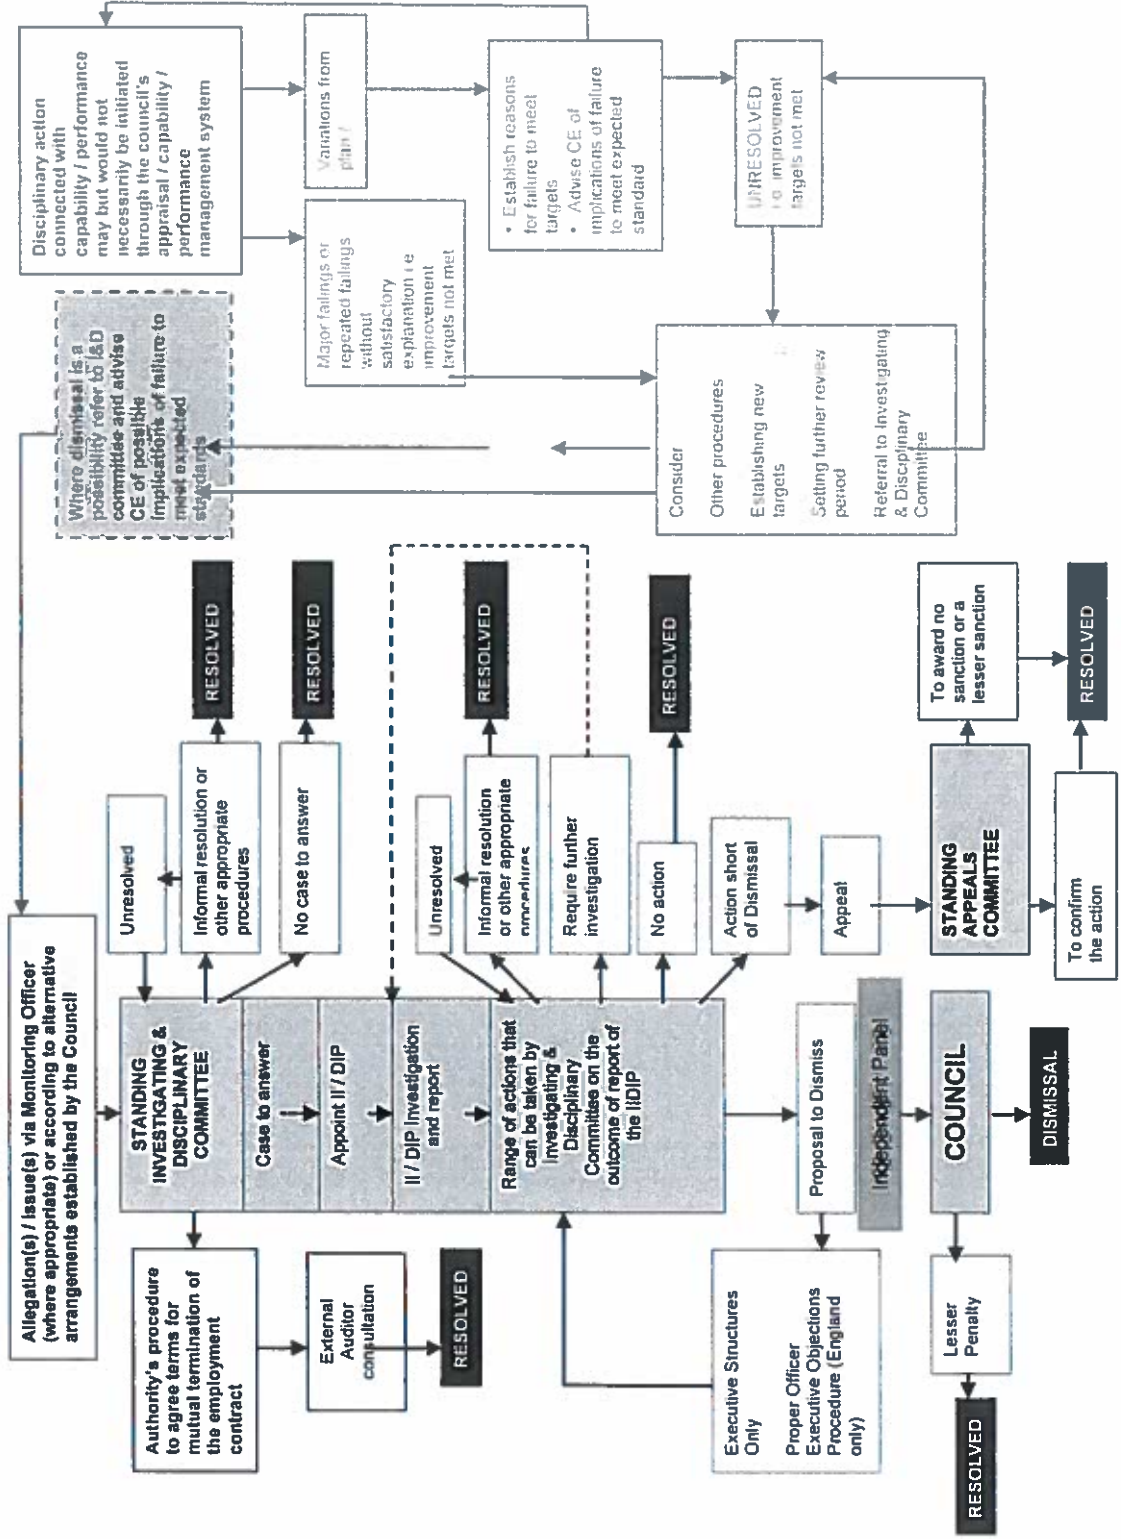 Allegation(s) / issue(s) via Monitoring Officer
(where appropriate) or according to alternative
arrangements established by the Council
Authority's procedure
to agree terms for
mutual termination of
the employment
contract
External
Auditor
consultation
RESOLVED
STANDING
INVESTIGATING &
DISCIPLINARY
COMMITTEE
Case to answer
Appoint II / DIP
II / DIP Investigation
and report
Range of actions that
can be taken by
Investigating &
Disciplinary
Committee on the
outcome of report of
the
Unresolved
Informal resolution or
other appropriate
procedures
RESOLVED
No case to answer
RESOLVED
Unresolved
Informal resolution
or other appropriate
procedures
RESOLVED
Require further
investigation
No action
RESOLVED
Action short
of Dismissal
Appeal
STANDING
APPEALS
COMMITTEE
To award no
sanction or a
lesser sanction
To confirm
the action
RESOLVED
Executive Structures
Only
Proper Officer
Executive Objections
Procedure (England
only)
Proposal to Dismiss
Independent Panel
COUNCIL
DISMISSAL
Lesser
Penalty
RESOLVED
Where dismissal is a
possibility refer to I&D
committee and advise
CE of possible
implications of failure to
meet expected
standards
Disciplinary action
connected with
capability / performance
may but would not
necessarily be initiated
through the council's
appraisal / capability /
performance
management system
Major failings or
repeated failings
without
satisfactory
explanation i.e
improvement
targets not met
Variations from
plan /
• Establish reasons
for failure to meet
targets
• Advise CE of
implications of failure
to meet expected
standard
UNRESOLVED
i.e improvement
targets not met
Consider
Other procedures
Establishing new
targets
Setting further review
period
Referral to Investigating
& Disciplinary
Committee